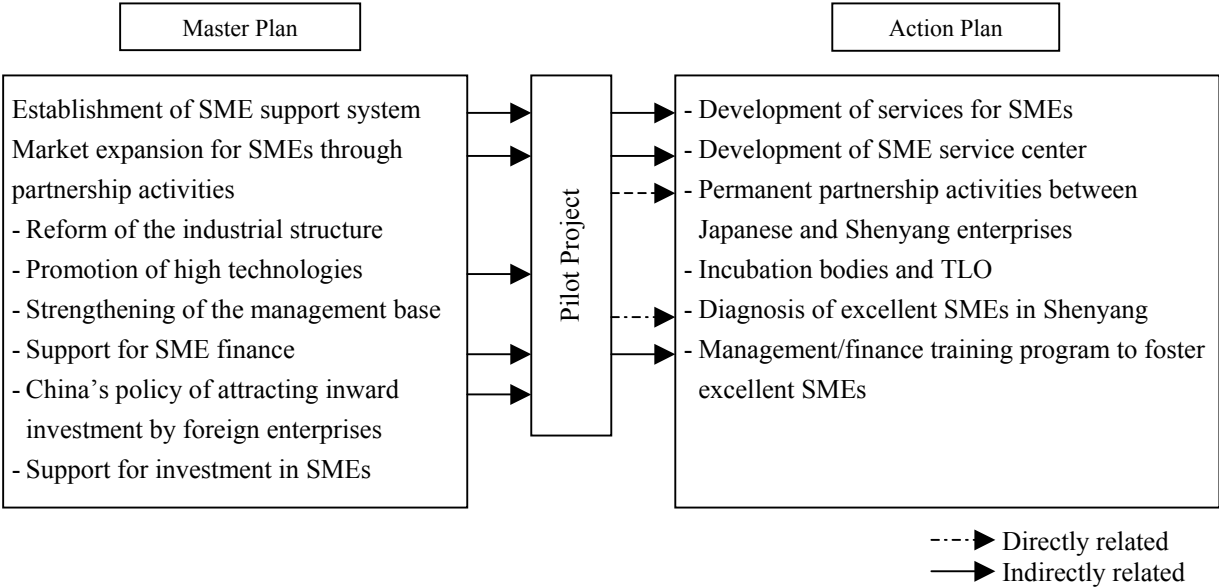 Master Plan
Action Plan
Establishment of SME support system
Market expansion for SMEs through
partnership activities
- Reform of the industrial structure
- Promotion of high technologies
- Strengthening of the management base
- Support for SME finance
- China’s policy of attracting inward
investment by foreign enterprises
- Support for investment in SMEs
Pilot Project
- Development of services for SMEs
- Development of SME service center
- Permanent partnership activities between
Japanese and Shenyang enterprises
- Incubation bodies and TLO
- Diagnosis of excellent SMEs in Shenyang
- Management/finance training program to foster
excellent SMEs
Directly related
Indirectly related